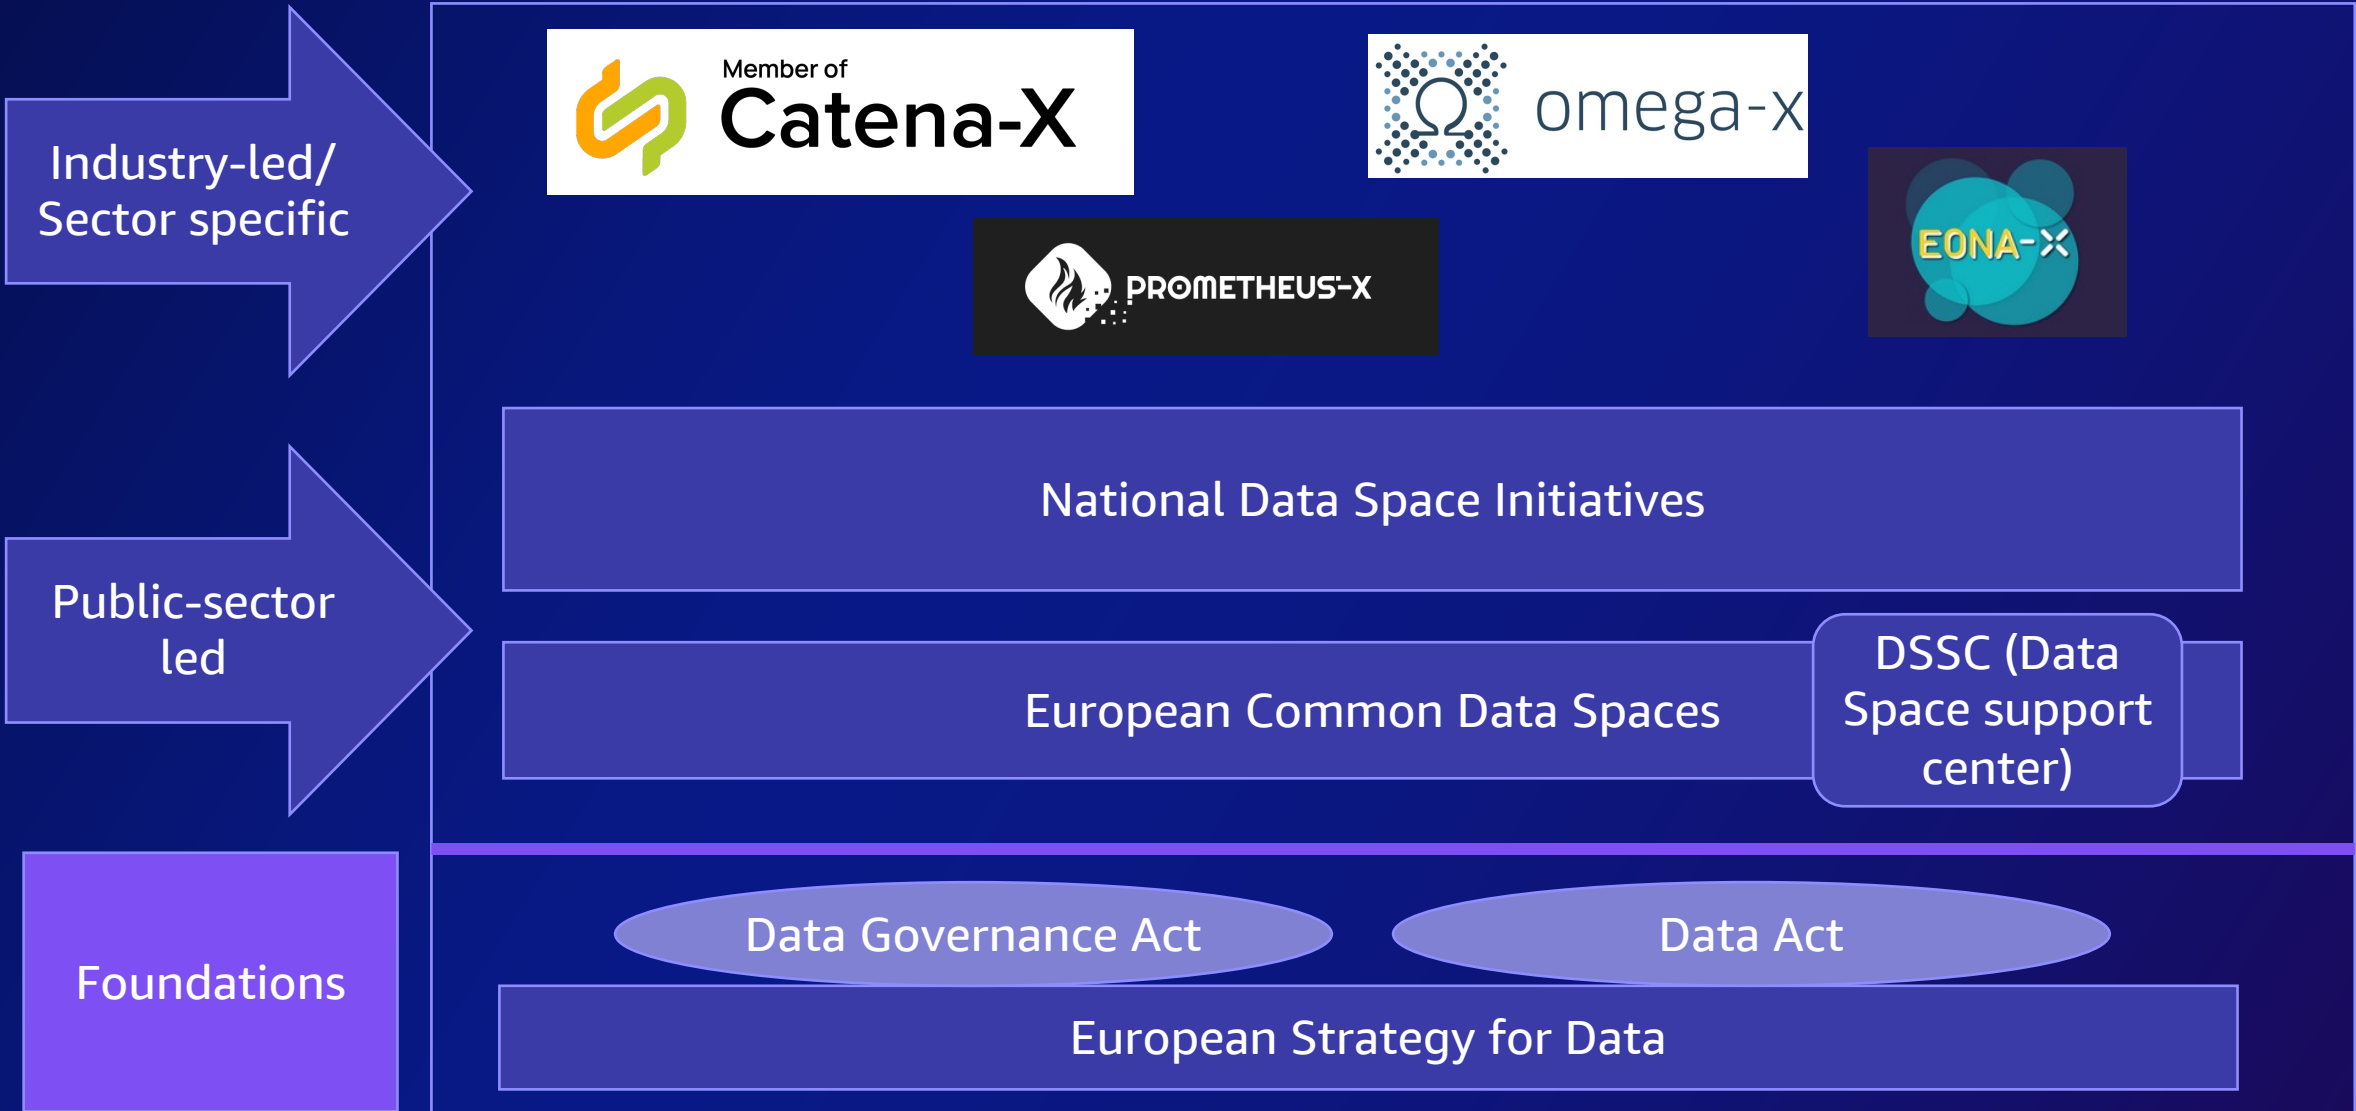 Industry-led/
Sector specific
Member of
Catena-X
omega-x
PROMETHEUS-X
EONA-X
Public-sector
led
National Data Space Initiatives
European Common Data Spaces
DSSC (Data
Space support
center)
Foundations
Data Governance Act
Data Act
European Strategy for Data